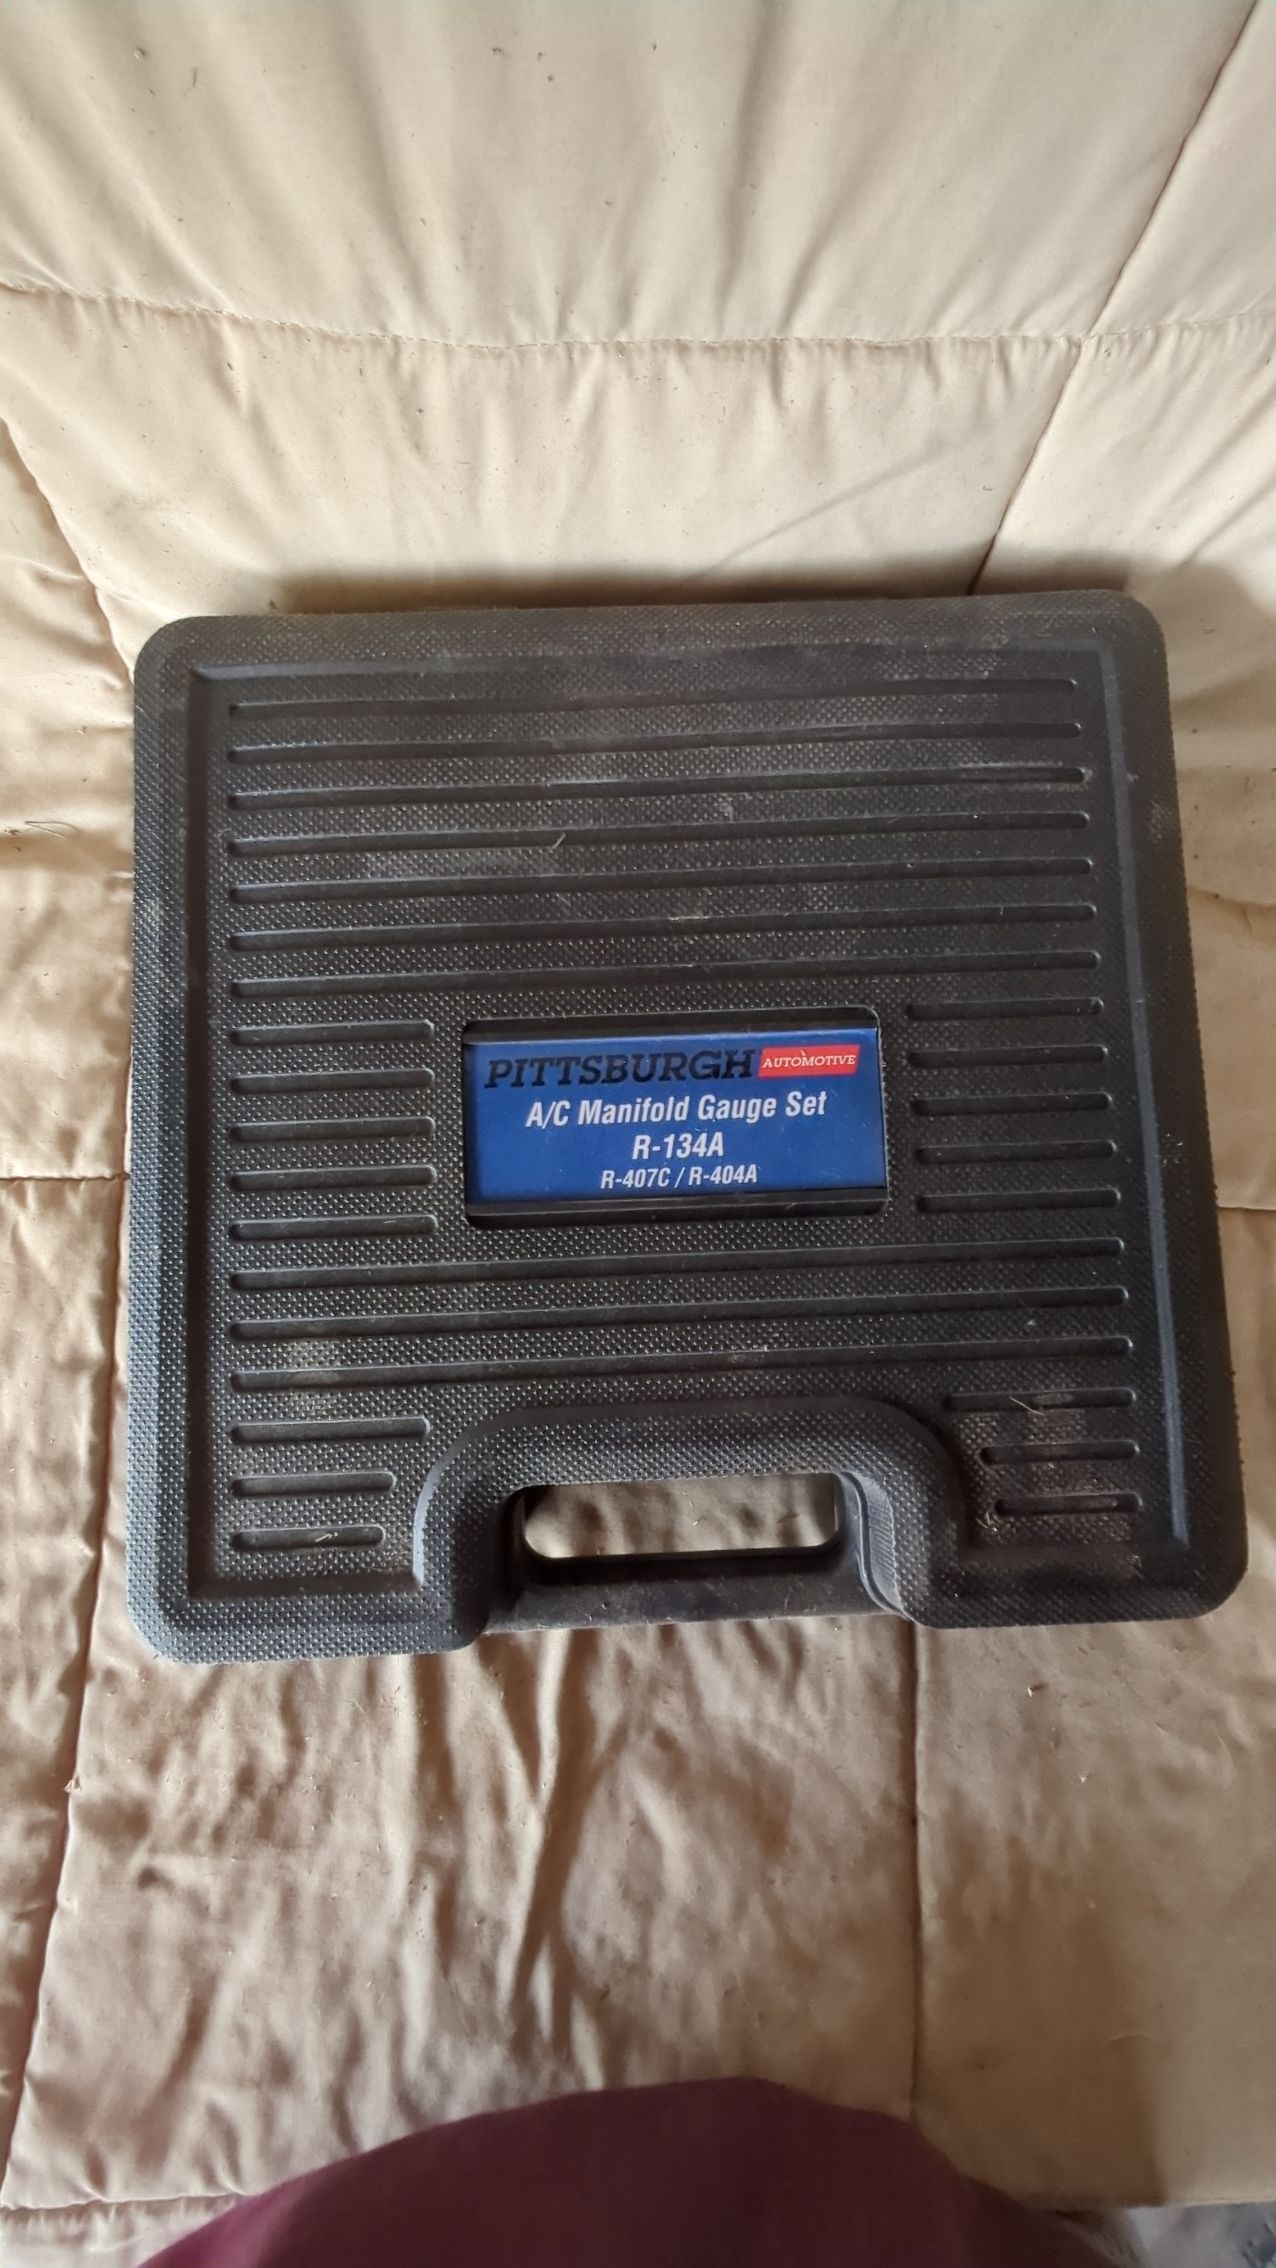 PITTSBURGH AUTOMOTIVE
A/C Manifold Gauge Set
R-134A
R-407C / R-404A